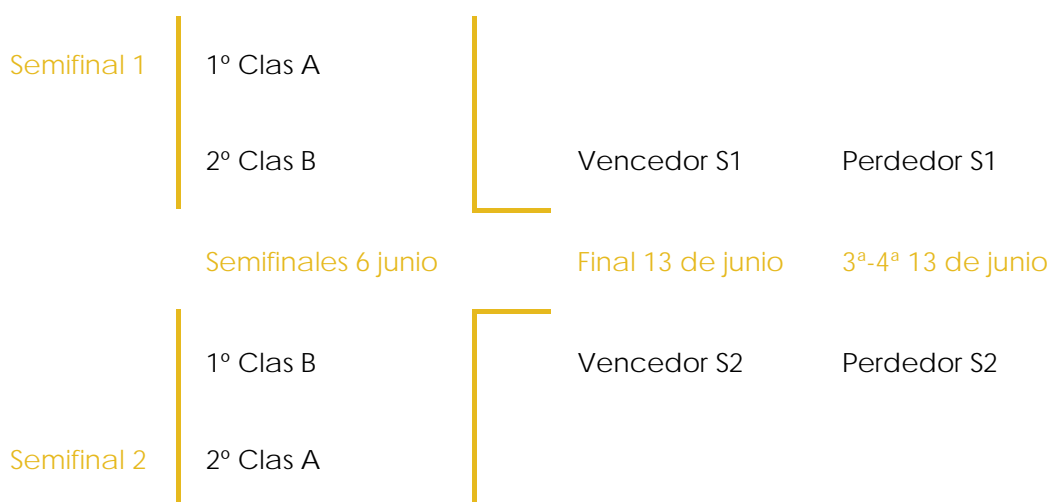 Semifinal 1 1º Clas A
2º Clas B Vencedor S1 Perdedor S1
Semifinales 6 junio Final 13 de junio 3ª-4ª 13 de junio
1º Clas B Vencedor S2 Perdedor S2
Semifinal 2 2º Clas A